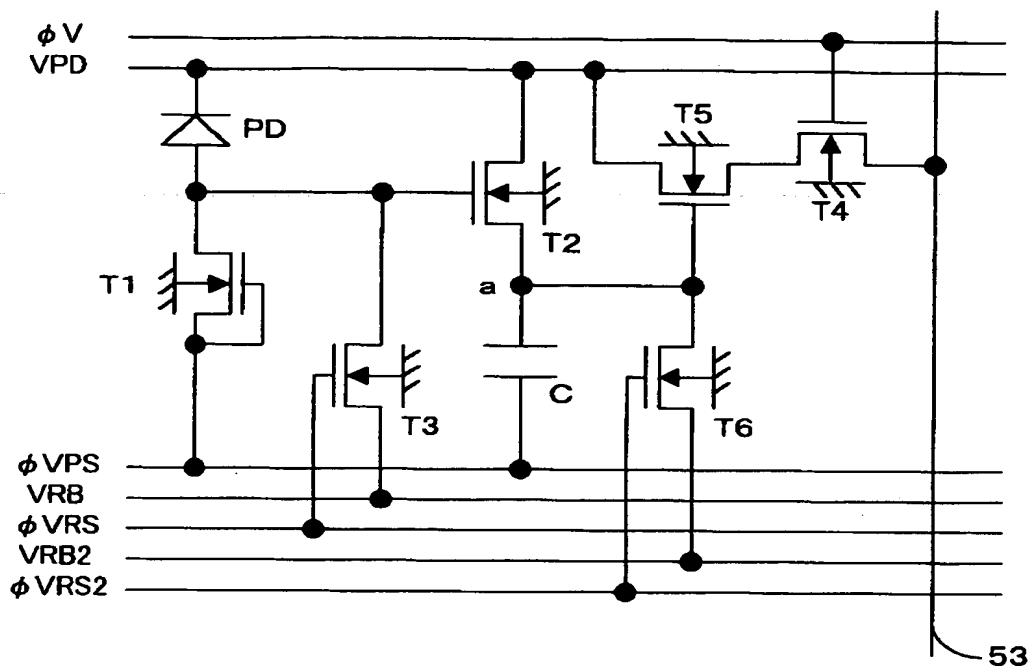 φV
VPD
PD
T5
T4
T2
T1
a
C
T3
T6
φVPS
VRB
φVRS
VRB2
φVRS2
53